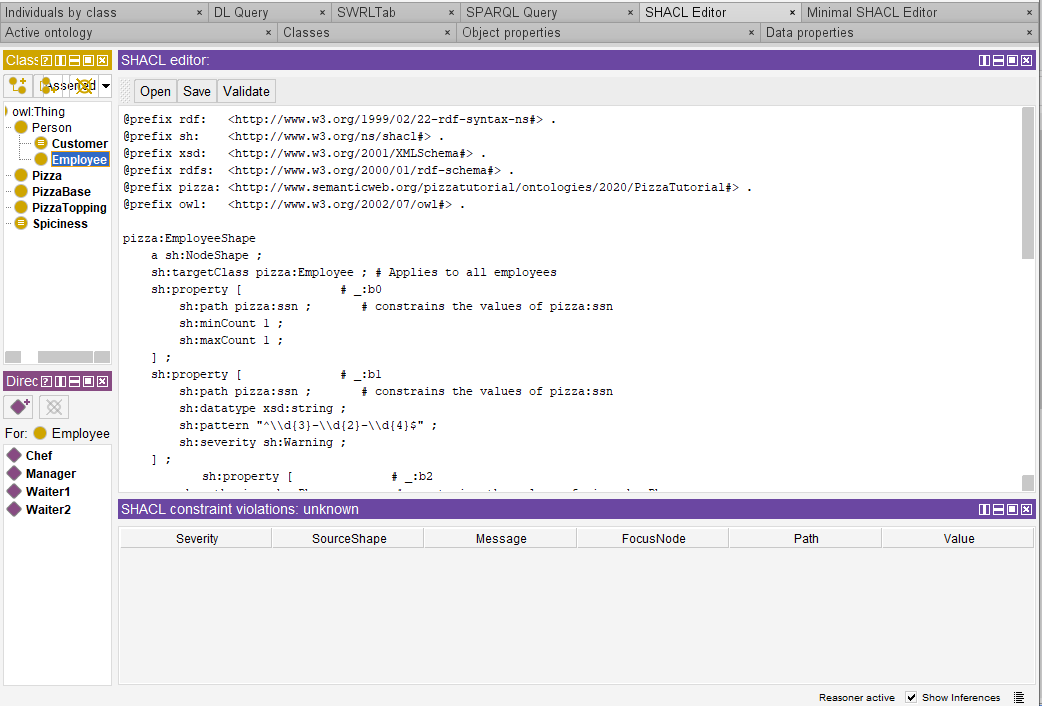 Individuals by class × DL Query × SWRLTab × SPARQL Query × SHACL Editor × Minimal SHACL Editor ×
Active ontology × Classes × Object properties × Data properties ×
Class ?
Asserted
owl:Thing
Person
Customer
Employee
Pizza
PizzaBase
PizzaTopping
Spiciness
Direc ?
For: Employee
Chef
Manager
Waiter1
Waiter2
SHACL editor:
Open Save Validate
@prefix rdf:   <http://www.w3.org/1999/02/22-rdf-syntax-ns#> .
@prefix sh:    <http://www.w3.org/ns/shacl#> .
@prefix xsd:   <http://www.w3.org/2001/XMLSchema#> .
@prefix rdfs:  <http://www.w3.org/2000/01/rdf-schema#> .
@prefix pizza: <http://www.semanticweb.org/pizzatutorial/ontologies/2020/PizzaTutorial#> .
@prefix owl:   <http://www.w3.org/2002/07/owl#> .
pizza:EmployeeShape
    a sh:NodeShape ;
    sh:targetClass pizza:Employee ; # Applies to all employees
    sh:property [              # _:b0
        sh:path pizza:ssn ;       # constrains the values of pizza:ssn
        sh:minCount 1 ;
        sh:maxCount 1 ;
    ] ;
    sh:property [              # _:b1
        sh:path pizza:ssn ;       # constrains the values of pizza:ssn
        sh:datatype xsd:string ;
        sh:pattern "^\\d{3}-\\d{2}-\\d{4}$" ;
        sh:severity sh:Warning ;
    ] ;
    sh:property [              # _:b2
SHACL constraint violations: unknown
Severity SourceShape Message FocusNode Path Value
Reasoner active Show Inferences